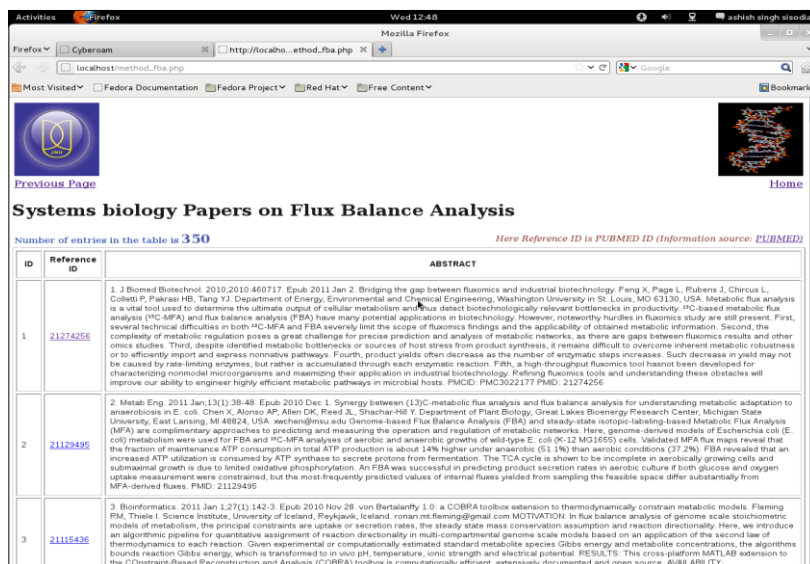 Activities Firefox Wed 12:48 ashish singh sisodia
Mozilla Firefox
Firefox Cyberoam http://localho...ethod_fba.php
localhost/method_fba.php Google
Most Visited Fedora Documentation Fedora Project Red Hat Free Content Bookmark
JMU
Previous Page Home
Systems biology Papers on Flux Balance Analysis
Number of entries in the table is 350 Here Reference ID is PUBMED ID (Information source: PUBMED)
ID Reference ID ABSTRACT
1. J Biomed Biotechnol. 2010;2010:460717. Epub 2011 Jan 2. Bridging the gap between fluxomics and industrial biotechnology. Feng X, Page L, Rubens J, Chircus L,
Colletti P, Pakrasi HB, Tang YJ. Department of Energy, Environmental and Chemical Engineering, Washington University in St. Louis, MO 63130, USA. Metabolic flux analysis
is a vital tool used to determine the ultimate output of cellular metabolism and thus detect biotechnologically relevant bottlenecks in productivity. ¹³C-based metabolic flux
analysis (¹³C-MFA) and flux balance analysis (FBA) have many potential applications in biotechnology. However, noteworthy hurdles in fluxomics study are still present. First,
several technical difficulties in both ¹³C-MFA and FBA severely limit the scope of fluxomics findings and the applicability of obtained metabolic information. Second, the
complexity of metabolic regulation poses a great challenge for precise prediction and analysis of metabolic networks, as there are gaps between fluxomics results and other
omics studies. Third, despite identified metabolic bottlenecks or sources of host stress from product synthesis, it remains difficult to overcome inherent metabolic robustness
or to efficiently import and express nonnative pathways. Fourth, product yields often decrease as the number of enzymatic steps increases. Such decrease in yield may not
be caused by rate-limiting enzymes, but rather is accumulated through each enzymatic reaction. Fifth, a high-throughput fluxomics tool hasnot been developed for
characterizing nonmodel microorganisms and maximizing their application in industrial biotechnology. Refining fluxomics tools and understanding these obstacles will
improve our ability to engineer highly efficient metabolic pathways in microbial hosts. PMCID: PMC3022177 PMID: 21274256
1 21274256
2. Metab Eng. 2011 Jan;13(1):38-48. Epub 2010 Dec 1. Synergy between (13)C-metabolic flux analysis and flux balance analysis for understanding metabolic adaptation to
anaerobiosis in E. coli. Chen X, Alonso AP, Allen DK, Reed JL, Shachar-Hill Y. Department of Plant Biology, Great Lakes Bioenergy Research Center, Michigan State
University, East Lansing, MI 48824, USA. xwchen@msu.edu Genome-based Flux Balance Analysis (FBA) and steady-state isotopic-labeling-based Metabolic Flux Analysis
(MFA) are complimentary approaches to predicting and measuring the operation and regulation of metabolic networks. Here, genome-derived models of Escherichia coli (E.
coli) metabolism were used for FBA and ¹³C-MFA analyses of aerobic and anaerobic growths of wild-type E. coli (K-12 MG1655) cells. Validated MFA flux maps reveal that
the fraction of maintenance ATP consumption in total ATP production is about 14% higher under anaerobic (51.1%) than aerobic conditions (37.2%). FBA revealed that an
increased ATP utilization is consumed by ATP synthase to secrete protons from fermentation. The TCA cycle is shown to be incomplete in aerobically growing cells and
submaximal growth is due to limited oxidative phosphorylation. An FBA was successful in predicting product secretion rates in aerobic culture if both glucose and oxygen
uptake measurement were constrained, but the most-frequently predicted values of internal fluxes yielded from sampling the feasible space differ substantially from
MFA-derived fluxes. PMID: 21129495
2 21129495
3. Bioinformatics. 2011 Jan 1;27(1):142-3. Epub 2010 Nov 28. von Bertalanffy 1.0: a COBRA toolbox extension to thermodynamically constrain metabolic models. Fleming
RM, Thiele I. Science Institute, University of Iceland, Reykjavik, Iceland. ronan.mt.fleming@gmail.com MOTIVATION: In flux balance analysis of genome scale stoichiometric
models of metabolism, the principal constraints are uptake or secretion rates, the steady state mass conservation assumption and reaction directionality. Here, we introduce
an algorithmic pipeline for quantitative assignment of reaction directionality in multi-compartmental genome scale models based on an application of the second law of
thermodynamics to each reaction. Given experimental or computationally estimated standard metabolite species Gibbs energy and metabolite concentrations, the algorithms
bounds reaction Gibbs energy, which is transformed to in vivo pH, temperature, ionic strength and electrical potential. RESULTS: This cross-platform MATLAB extension to
the COnstraint-Based Reconstruction and Analysis (COBRA) toolbox is computationally efficient, extensively documented and open source. AVAILABILITY:
3 21115436